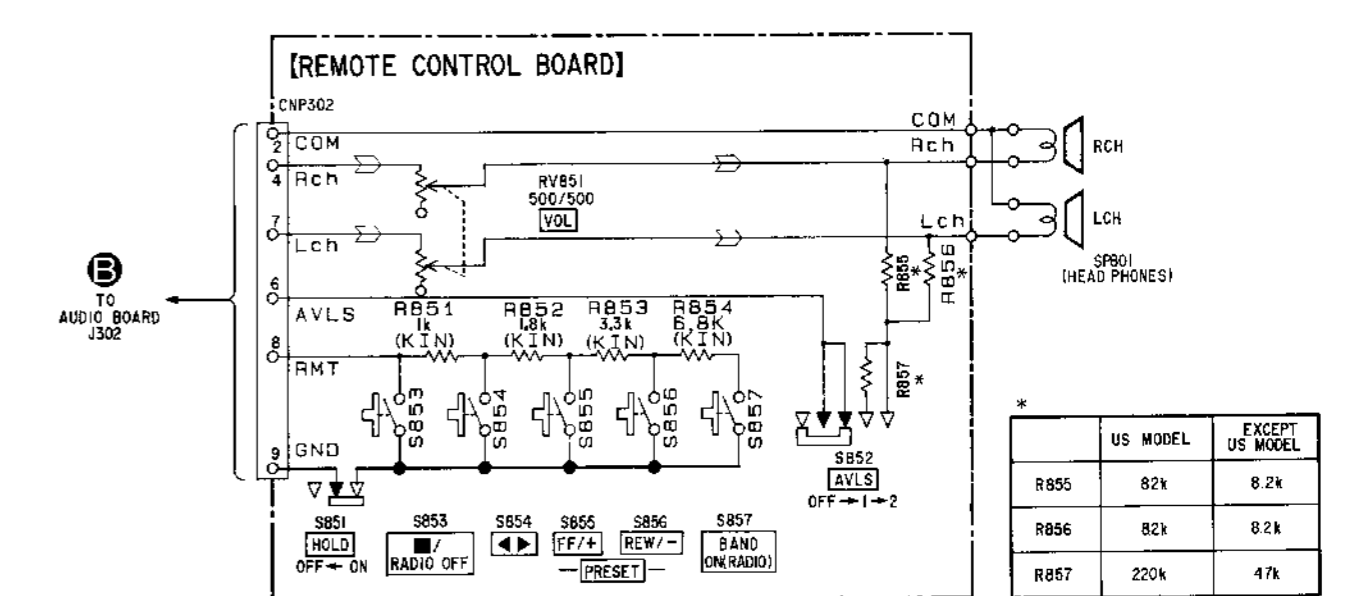 【REMOTE CONTROL BOARD】
CNP302
2
COM
COM
4
Rch
Rch
RCH
RV851
500/500
VOL
7
Lch
Lch
LCH
SP801
(HEAD PHONES)
B
TO
AUDIO BOARD
J302
6
AVLS
R855
*
R856
*
R851
1k
(KIN)
R852
1.8k
(KIN)
R853
3.3k
(KIN)
R854
6.8K
(KIN)
8
RMT
R857
*
S853
S854
S855
S856
S857
9
GND
S852
AVLS
OFF→1→2
S851
HOLD
OFF←ON
S853
■/
RADIO OFF
S854
◀▶
S855
FF/+
S856
REW/-
PRESET
S857
BAND
ON(RADIO)
*
US MODEL EXCEPT
US MODEL
R855 82k 8.2k
R856 82k 8.2k
R857 220k 47k